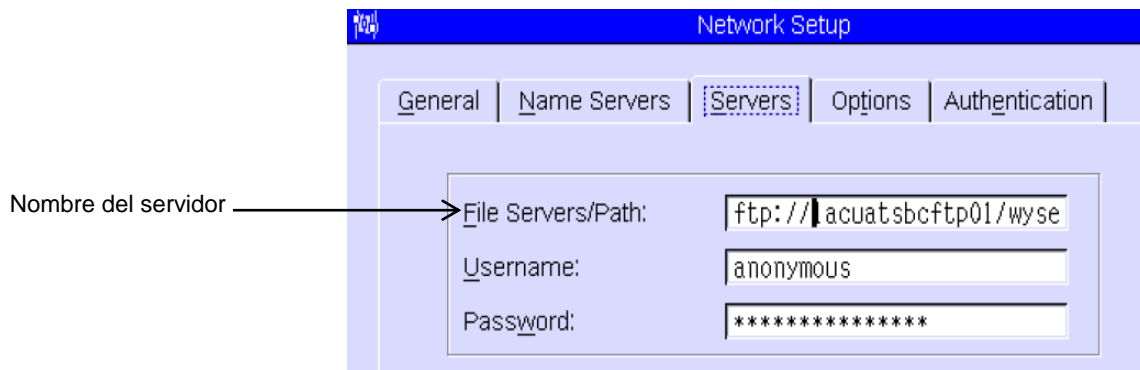 Network Setup
General Name Servers Servers Options Authentication
Nombre del servidor
File Servers/Path: ftp://lacuatsbcftp01/wyse
Username: anonymous
Password: ***************